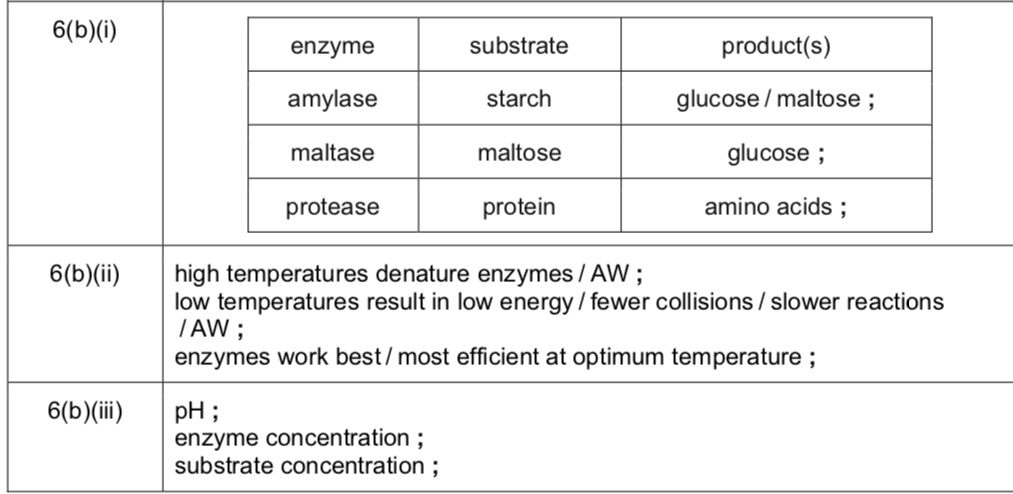 6(b)(i)
enzyme substrate product(s)
amylase starch glucose / maltose ;
maltase maltose glucose ;
protease protein amino acids ;
6(b)(ii)
high temperatures denature enzymes / AW ;
low temperatures result in low energy / fewer collisions / slower reactions
/ AW ;
enzymes work best / most efficient at optimum temperature ;
6(b)(iii)
pH ;
enzyme concentration ;
substrate concentration ;